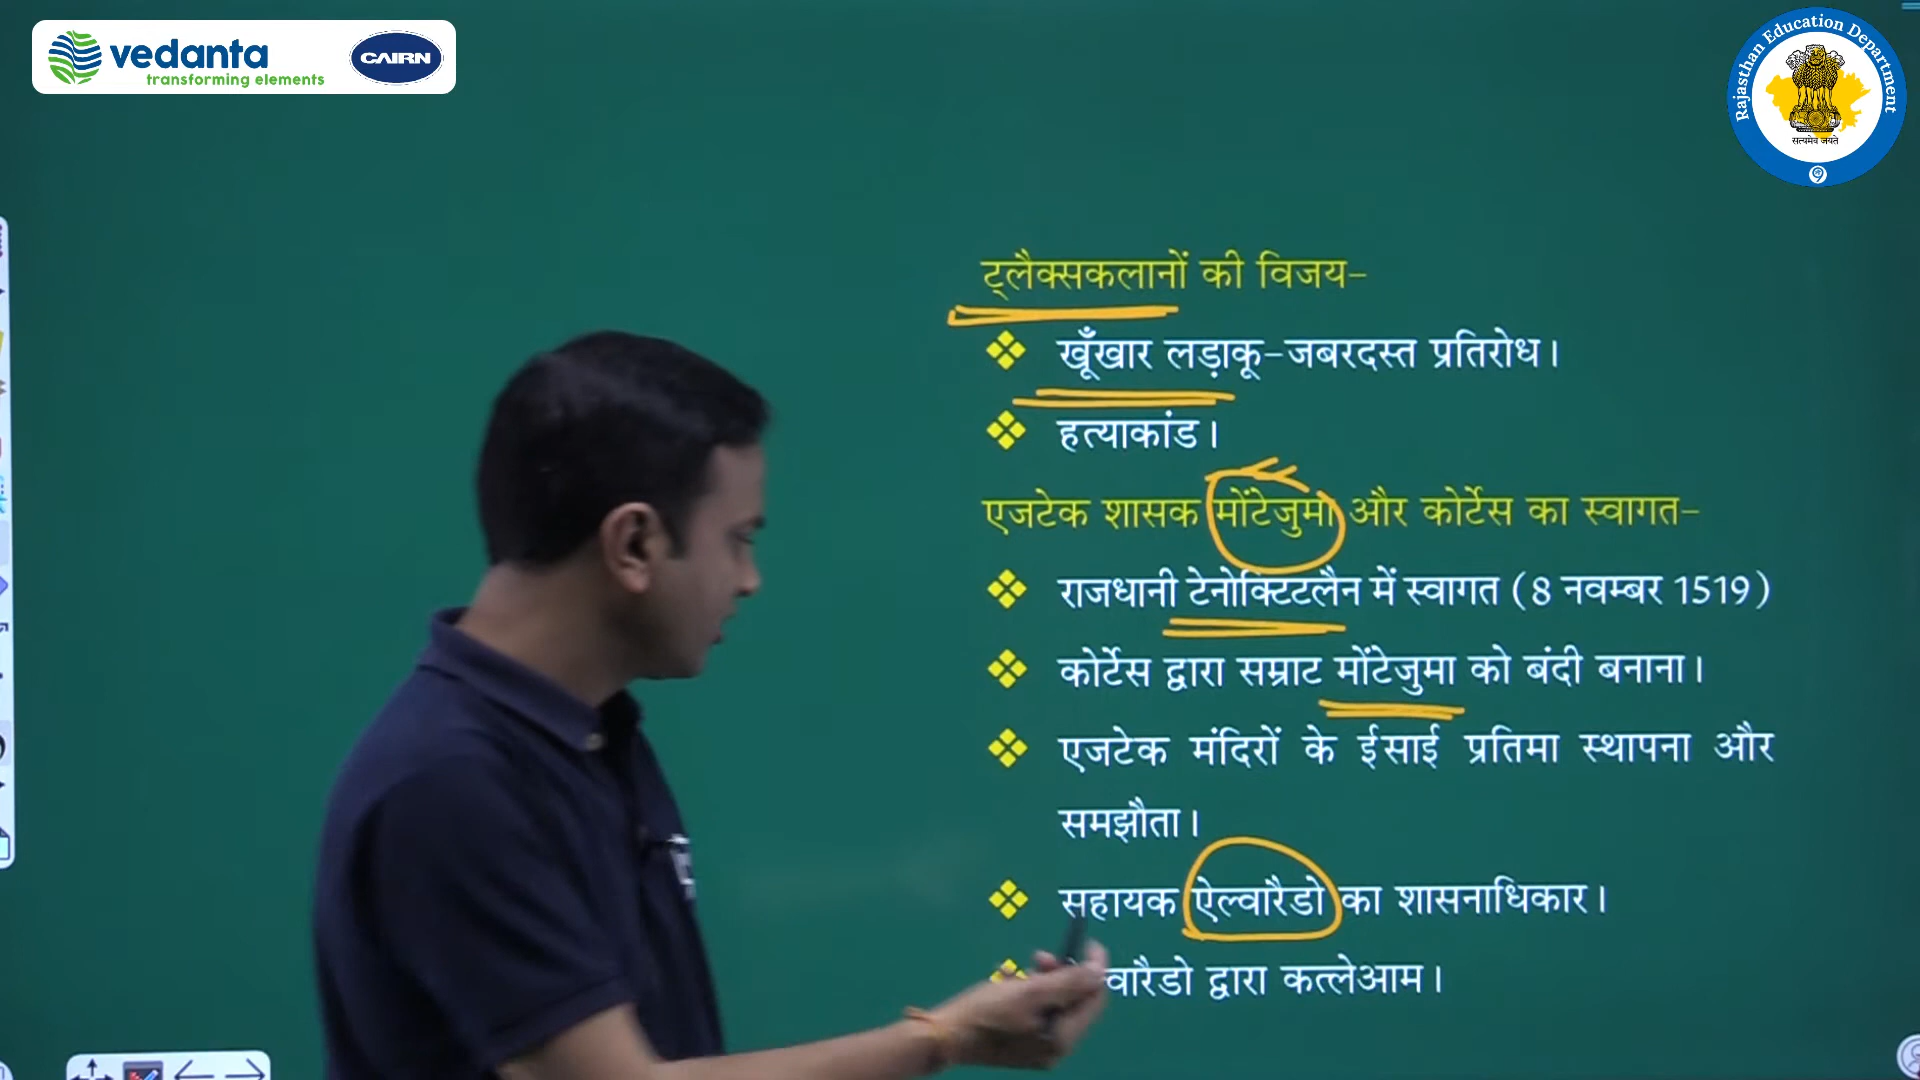 vedanta
transforming elements
CAIRN
Rajasthan Education Department
सत्यमेव जयते
ट्लैक्सकलानों की विजय–
खूँखार लड़ाकू–जबरदस्त प्रतिरोध।
हत्याकांड।
एजटेक शासक मोंटेजुमा और कोर्टेस का स्वागत–
राजधानी टेनोक्टिटलैन में स्वागत (8 नवम्बर 1519)
कोर्टेस द्वारा सम्राट मोंटेजुमा को बंदी बनाना।
एजटेक मंदिरों के ईसाई प्रतिमा स्थापना और
समझौता।
सहायक ऐल्वारैडो का शासनाधिकार।
द्वारा कत्लेआम।